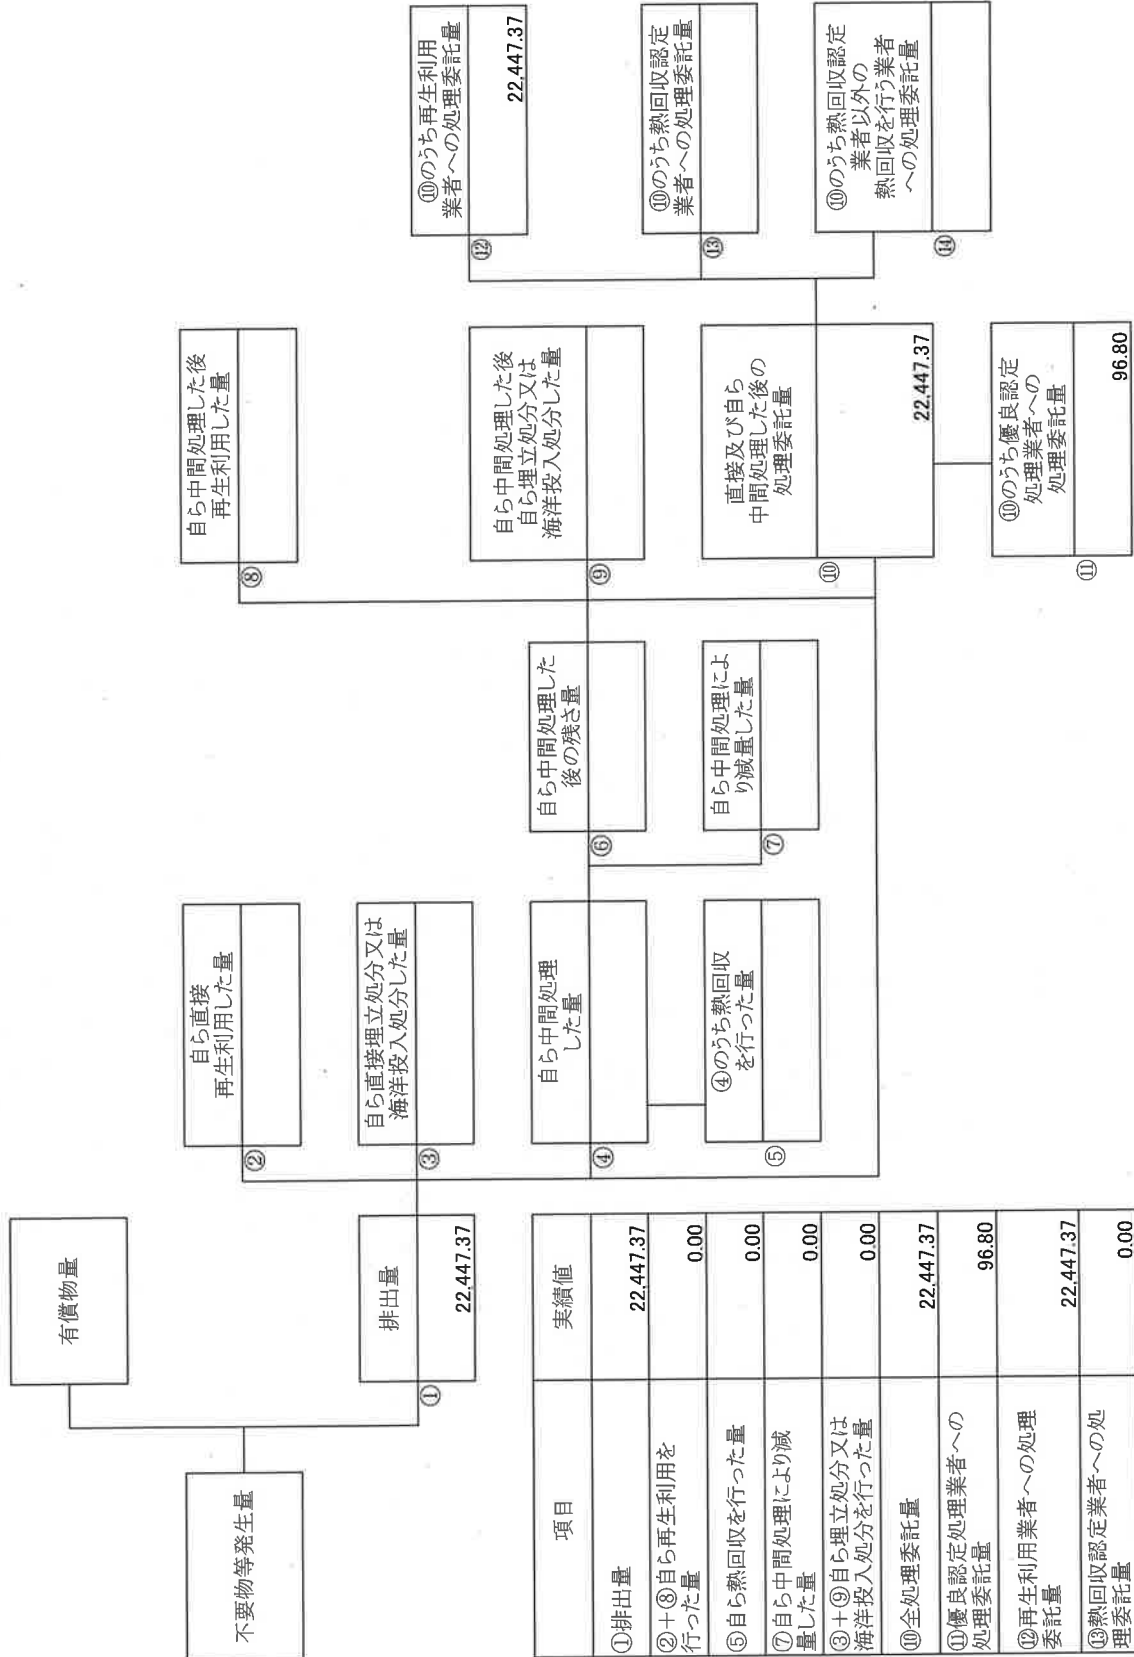 不要物等発生量
有償物量
排出量
①
22,447.37
自ら直接
再生利用した量
②
自ら直接埋立処分又は
海洋投入処分した量
③
自ら中間処理
した量
④
④のうち熱回収
を行った量
⑤
自ら中間処理した
後の残さ量
⑥
自ら中間処理によ
り減量した量
⑦
自ら中間処理した後
再生利用した量
⑧
自ら中間処理した後
自ら埋立処分又は
海洋投入処分した量
⑨
直接及び自ら
中間処理した後の
処理委託量
⑩
22,447.37
⑩のうち優良認定
処理業者への
処理委託量
⑪
96.80
⑩のうち再生利用
業者への処理委託量
⑫
22,447.37
⑩のうち熱回収認定
業者への処理委託量
⑬
⑩のうち熱回収認定
業者以外の
熱回収を行う業者
への処理委託量
⑭
項目 実績値
①排出量 22,447.37
②+⑧自ら再生利用を
行った量 0.00
⑤自ら熱回収を行った量 0.00
⑦自ら中間処理により減
量した量 0.00
③+⑨自ら埋立処分又は
海洋投入処分を行った量 0.00
⑩全処理委託量 22,447.37
⑪優良認定処理業者への
処理委託量 96.80
⑫再生利用業者への処理
委託量 22,447.37
⑬熱回収認定業者への処
理委託量 0.00